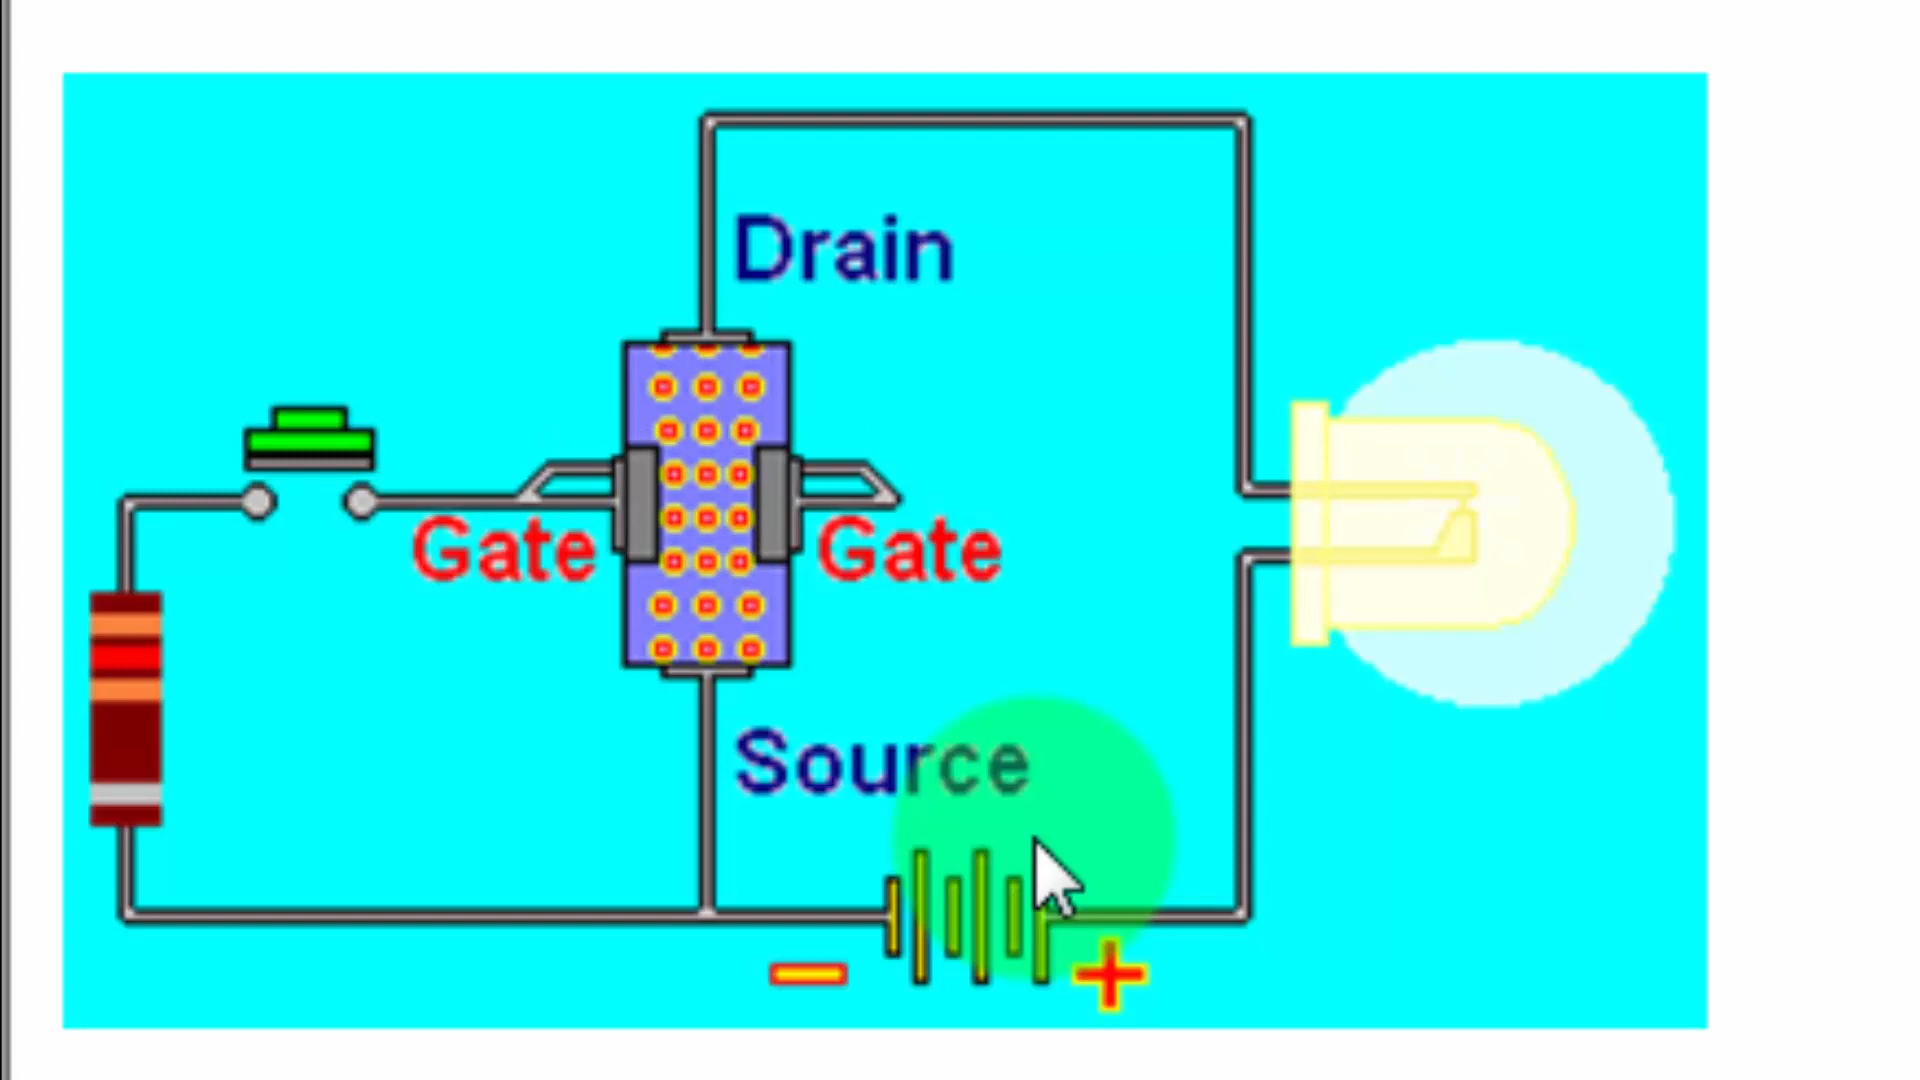 Drain
Gate
Gate
Source
− +